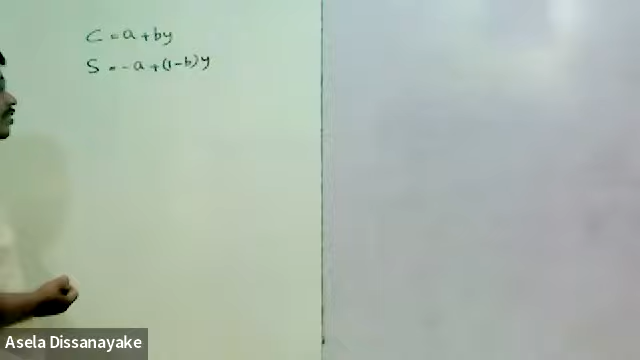 C = a + by
S = -a + (1-b)y
Asela Dissanayake